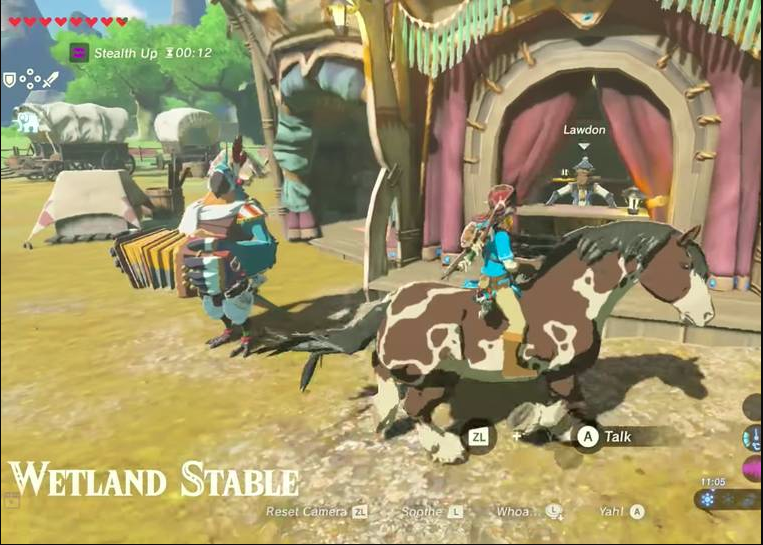 Stealth Up 00:12
Lawdon
ZL + A Talk
WETLAND STABLE
11:05
Reset Camera ZL Soothe L Whoa... L Yah! A